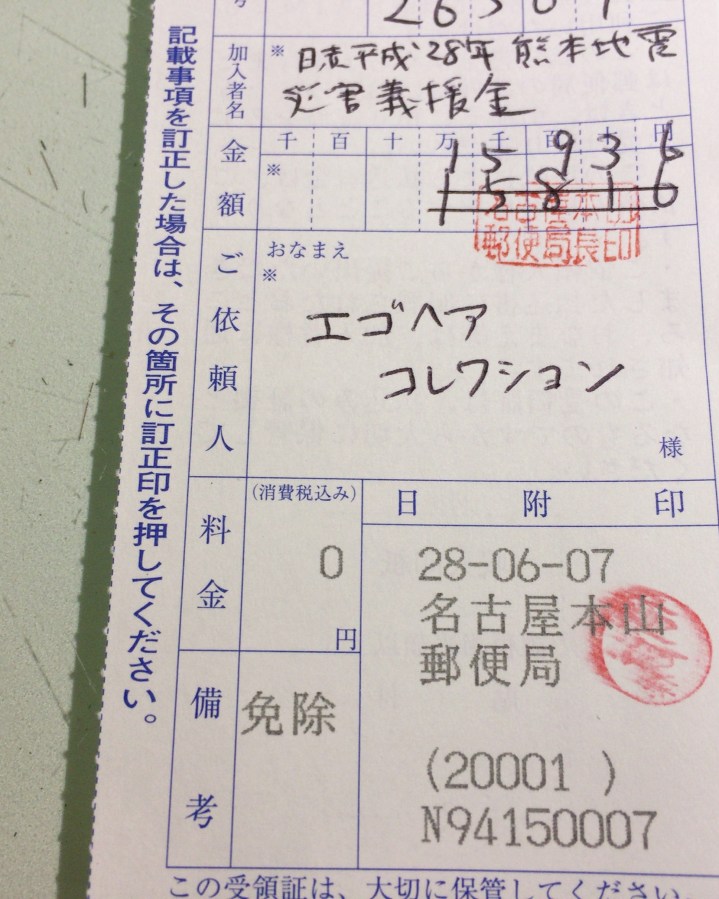 加入者名
※ 日赤平成28年 熊本地震
災害義援金
金額
千 百 十 万 千 百 十 円
※
15936
15816
名古屋本山
郵便局長印
ご依頼人
おなまえ
※
エゴヘア
コレクション
様
料金
(消費税込み)
0
円
日附印
28-06-07
名古屋本山
郵便局
(20001 )
N94150007
備考
免除
記載事項を訂正した場合は、その箇所に訂正印を押してください。
この受領証は、大切に保管してください。